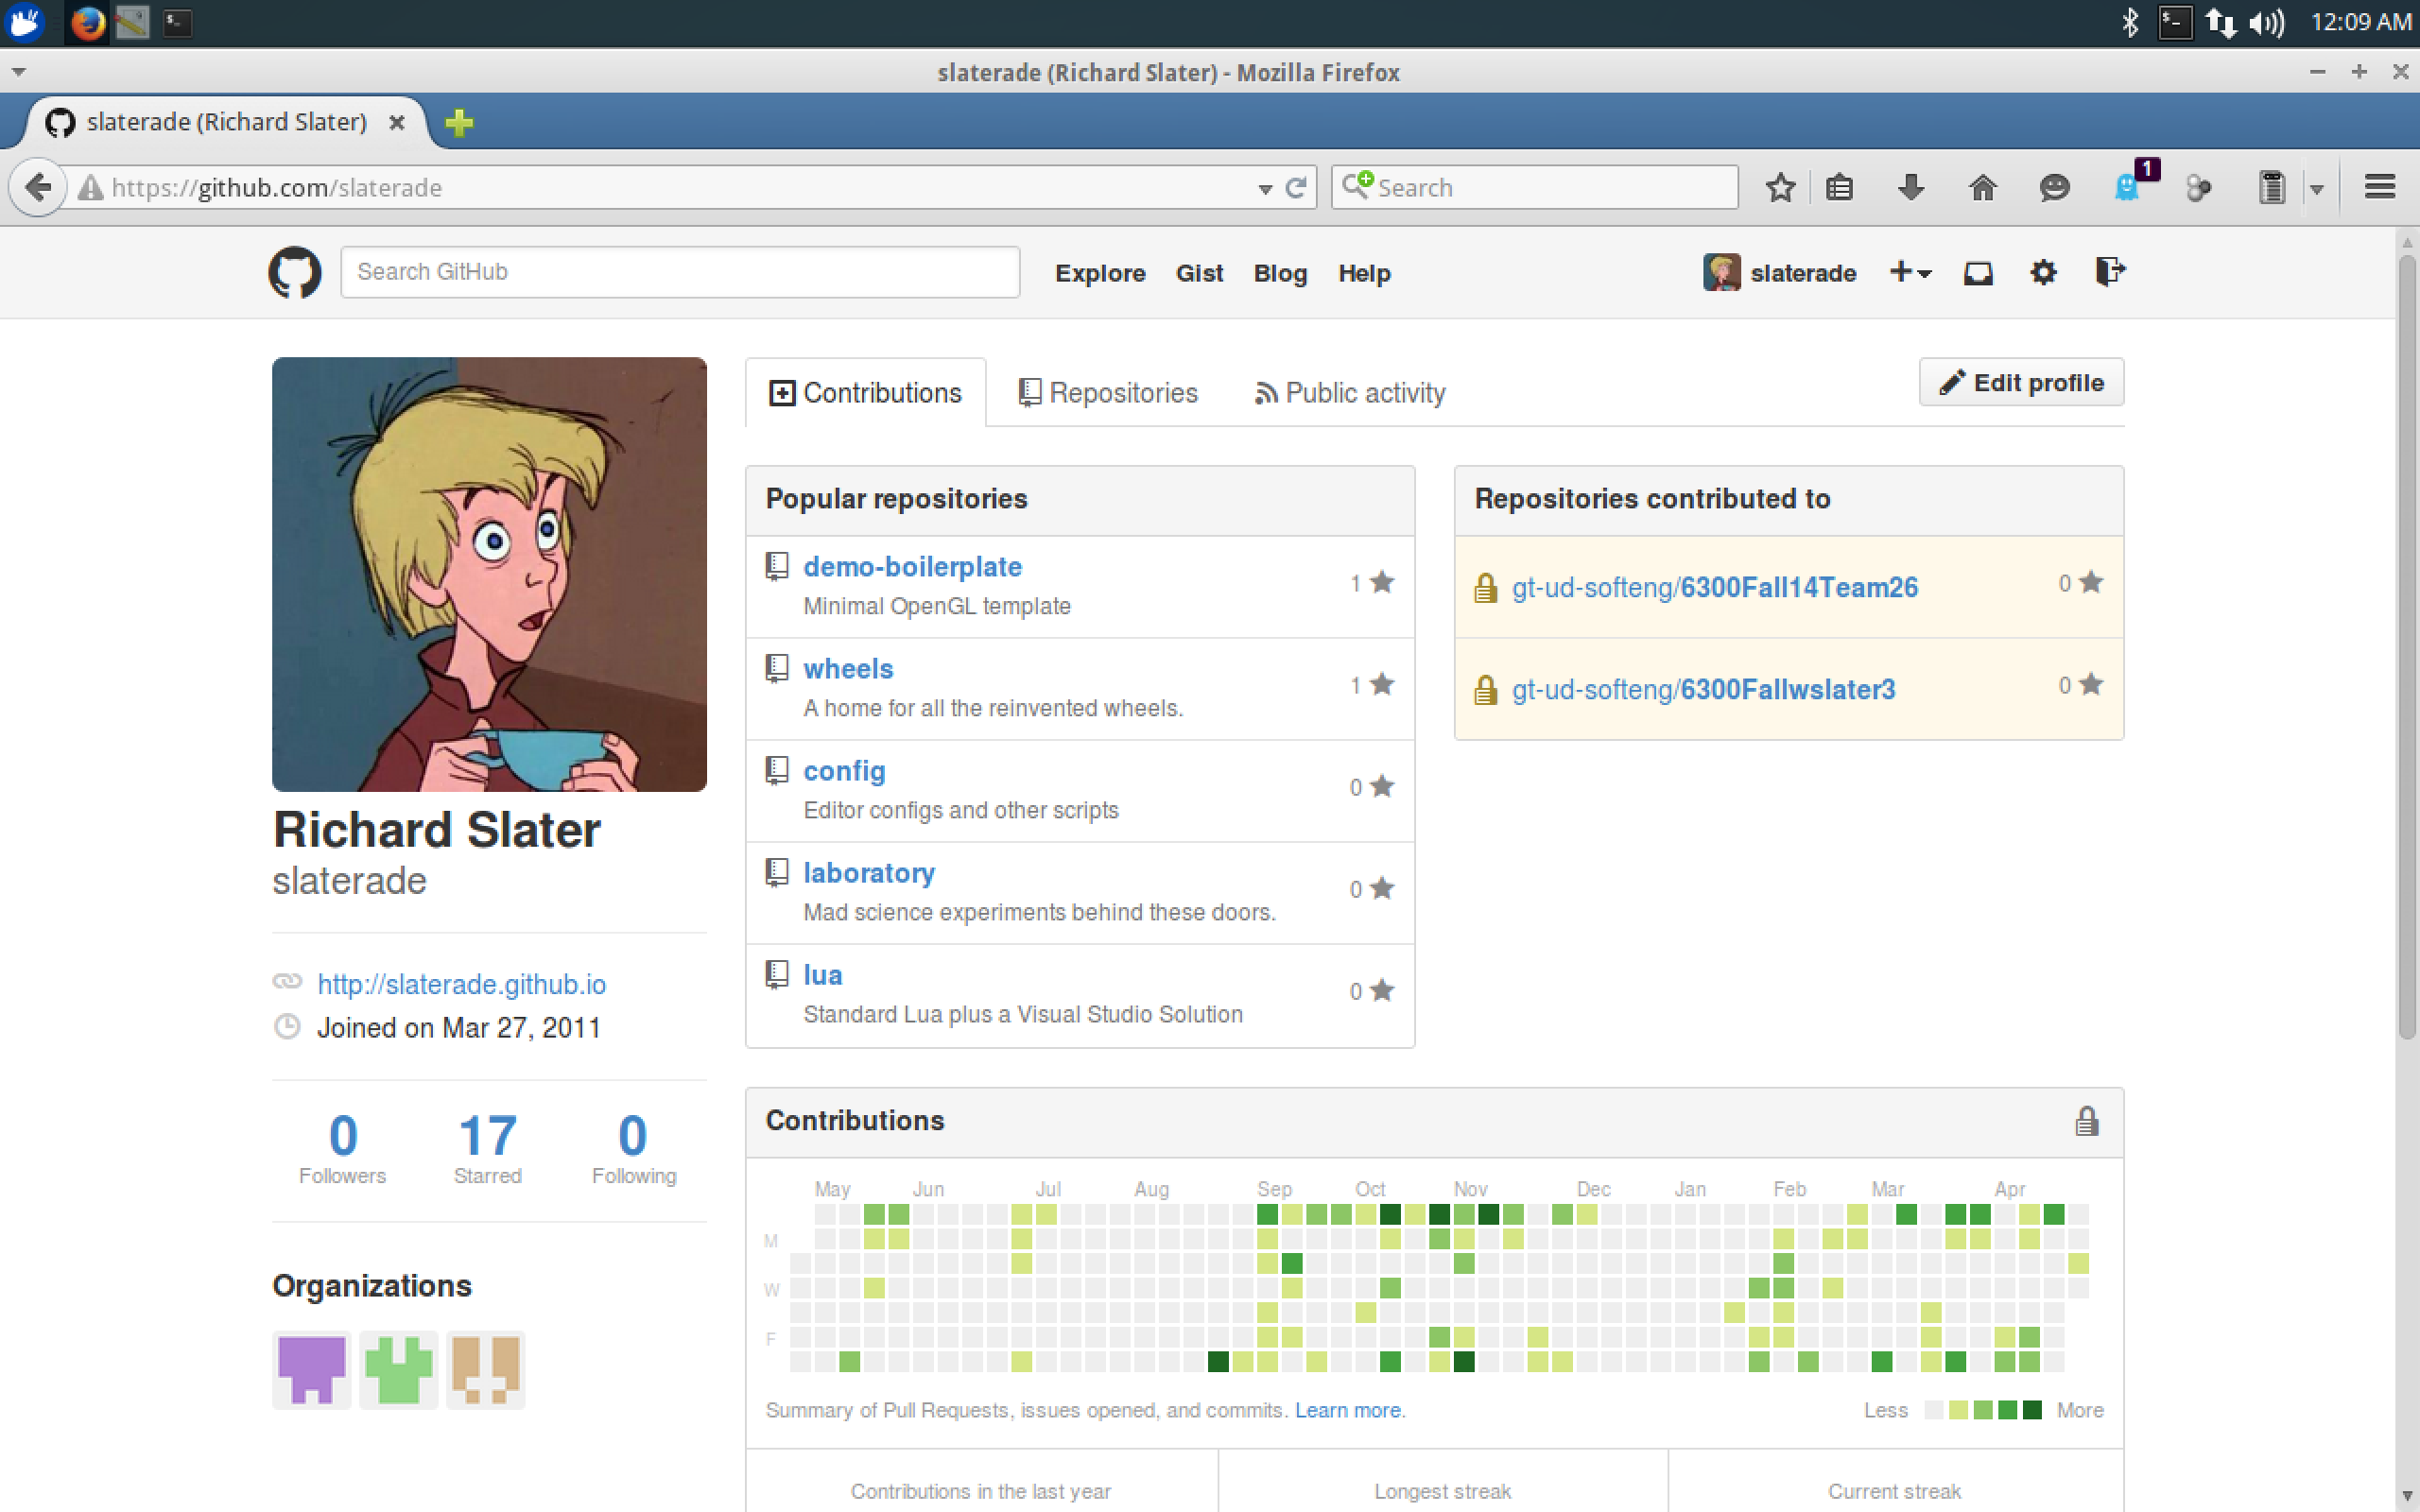 12:09 AM
slaterade (Richard Slater) - Mozilla Firefox
slaterade (Richard Slater)
https://github.com/slaterade
Search
1
Search GitHub
Explore Gist Blog Help
slaterade
Contributions
Repositories
Public activity
Edit profile
Richard Slater
slaterade
http://slaterade.github.io
Joined on Mar 27, 2011
0 17 0
Followers Starred Following
Organizations
Popular repositories
demo-boilerplate
Minimal OpenGL template
1
wheels
A home for all the reinvented wheels.
1
config
Editor configs and other scripts
0
laboratory
Mad science experiments behind these doors.
0
lua
Standard Lua plus a Visual Studio Solution
0
Repositories contributed to
gt-ud-softeng/6300Fall14Team26
0
gt-ud-softeng/6300Fallwslater3
0
Contributions
May Jun Jul Aug Sep Oct Nov Dec Jan Feb Mar Apr
M
W
F
Summary of Pull Requests, issues opened, and commits. Learn more.
Less More
Contributions in the last year
Longest streak
Current streak